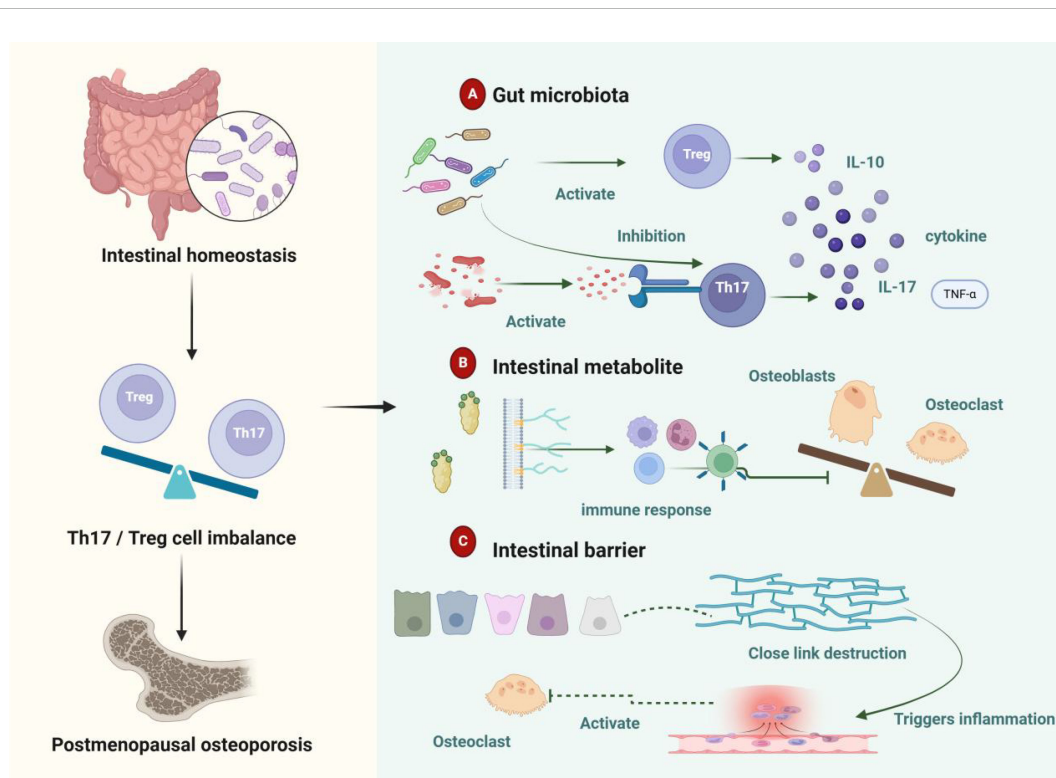 Intestinal homeostasis
Treg
Th17
Th17 / Treg cell imbalance
Postmenopausal osteoporosis
A
Gut microbiota
Activate
Treg
IL-10
Inhibition
cytokine
Activate
Th17
IL-17
TNF-α
B
Intestinal metabolite
Osteoblasts
Osteoclast
immune response
C
Intestinal barrier
Close link destruction
Osteoclast
Activate
Triggers inflammation